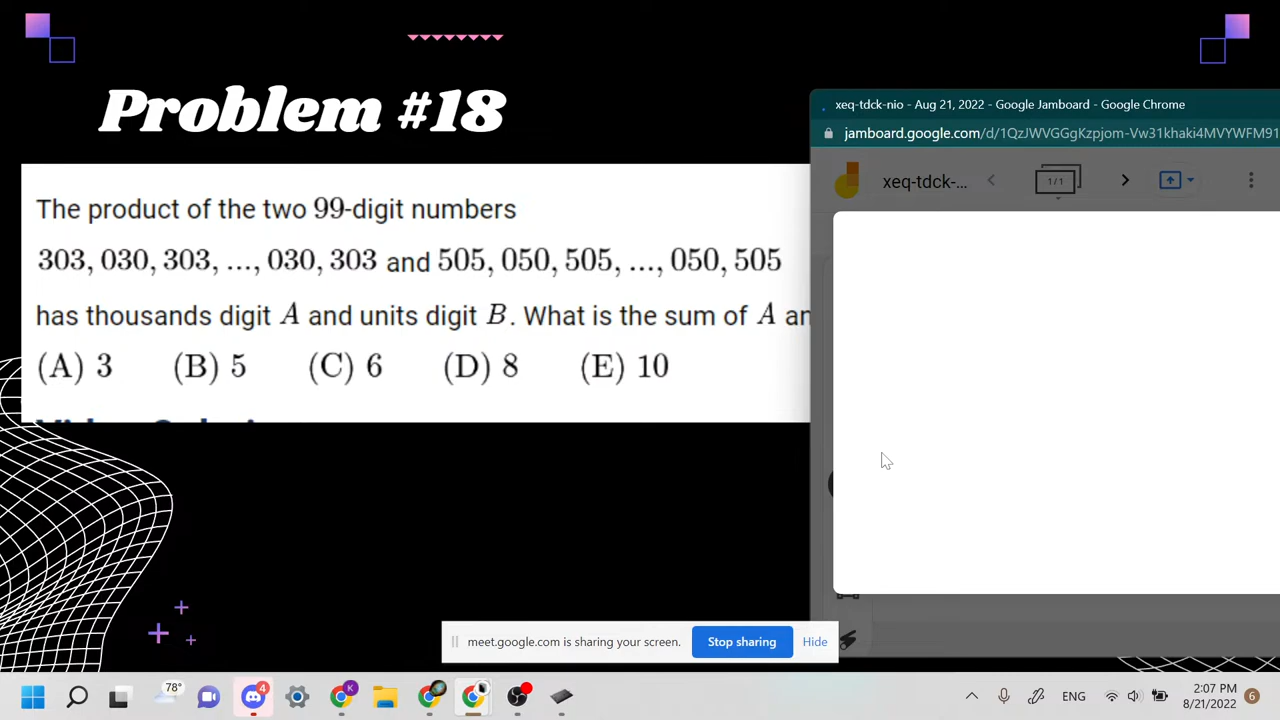 Problem #18
The product of the two 99-digit numbers
303, 030, 303, ..., 030, 303 and 505, 050, 505, ..., 050, 505
has thousands digit A and units digit B. What is the sum of A an
(A) 3 (B) 5 (C) 6 (D) 8 (E) 10
xeq-tdck-nio - Aug 21, 2022 - Google Jamboard - Google Chrome
jamboard.google.com/d/1QzJWVGGgKzpjom-Vw31khaki4MVYWFM91
xeq-tdck-...
1/1
meet.google.com is sharing your screen. Stop sharing Hide
78°
4
K
ENG
2:07 PM
8/21/2022
6